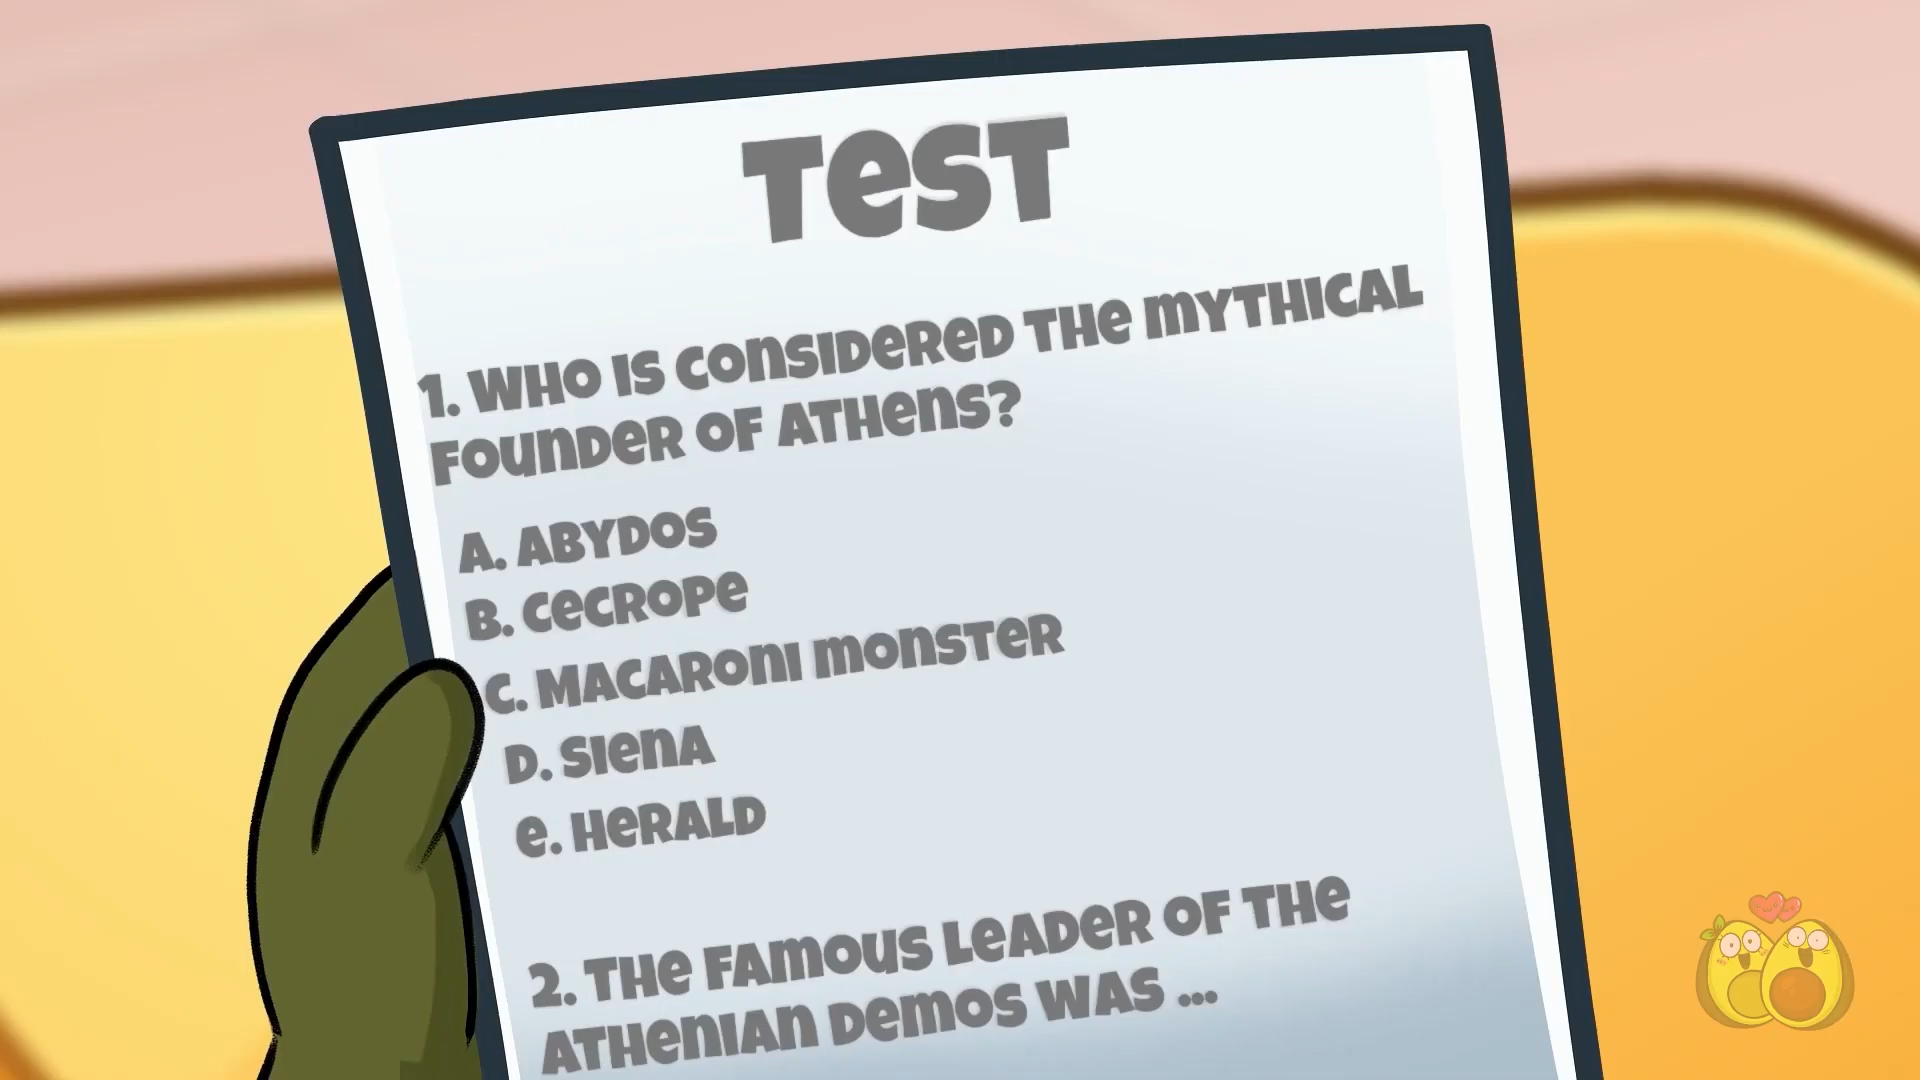 TEST
1. WHO IS CONSIDERED THE MYTHICAL
FOUNDER OF ATHENS?
A. ABYDOS
B. CECROPE
C. MACARONI MONSTER
D. SIENA
E. HERALD
2. THE FAMOUS LEADER OF THE
ATHENIAN DEMOS WAS ...